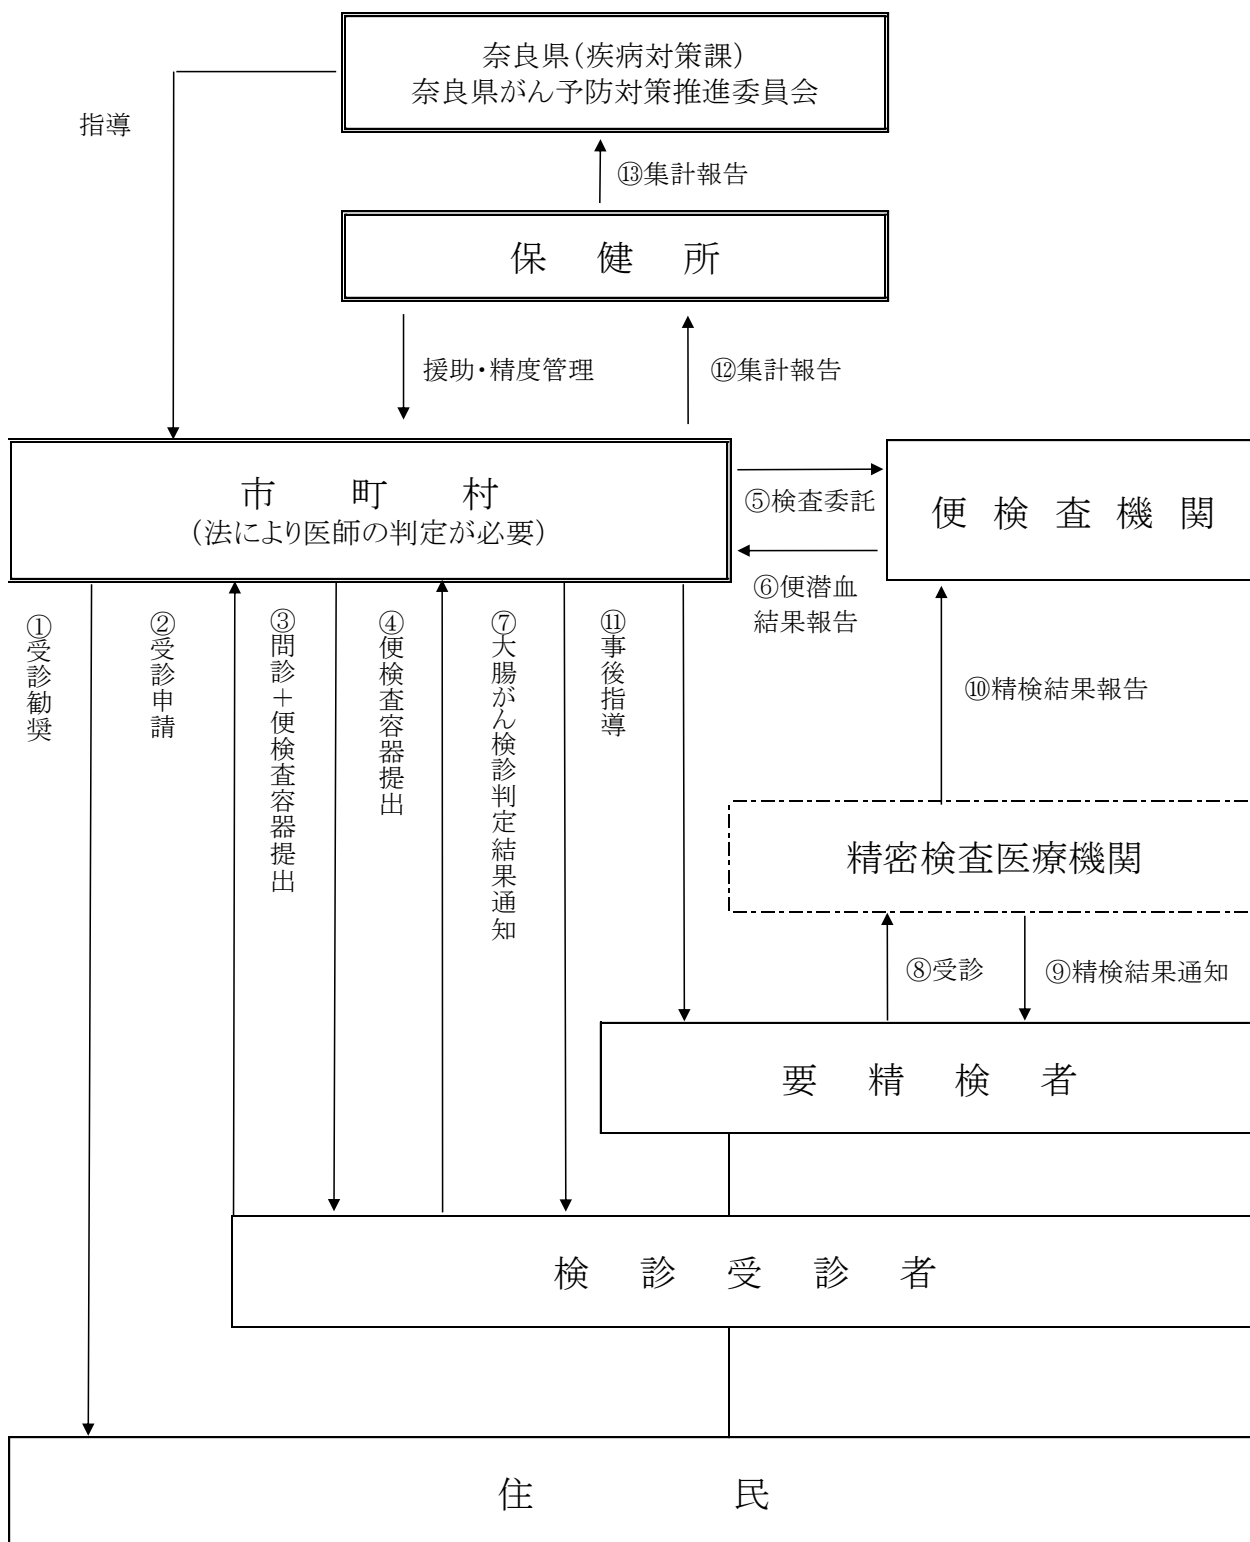 奈良県(疾病対策課)
奈良県がん予防対策推進委員会
指導
⑬集計報告
保健所
援助・精度管理
⑫集計報告
市町村
(法により医師の判定が必要)
⑤検査委託
便検査機関
⑥便潜血
結果報告
①受診勧奨
②受診申請
③問診+便検査容器提出
④便検査容器提出
⑦大腸がん検診判定結果通知
⑪事後指導
⑩精検結果報告
精密検査医療機関
⑧受診
⑨精検結果通知
要精検者
検診受診者
住民